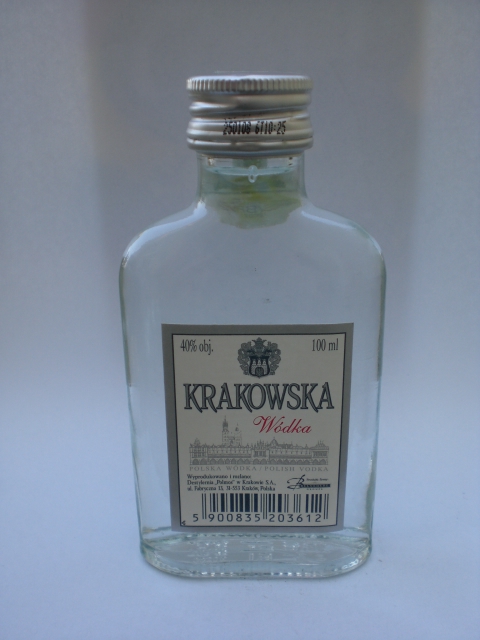 250108 6110:25
40% obj.
100 ml
KRAKOWSKA
Wódka
POLSKA WÓDKA / POLISH VODKA
Wyprodukowano i rozlano:
Destylernia „Polmos” w Krakowie S.A.,
ul. Fabryczna 13, 31-553 Kraków, Polska
5 900835 203612